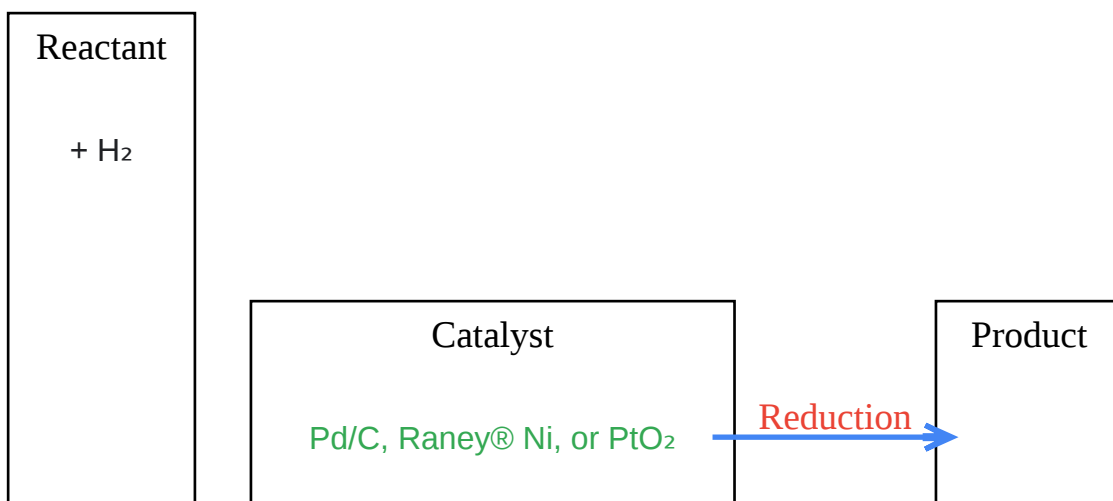 Reactant
+ H₂
Catalyst
Pd/C, Raney® Ni, or PtO₂
Reduction
Product